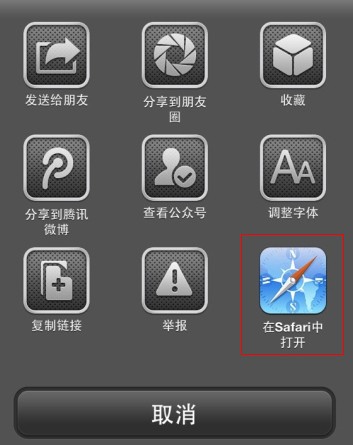 发送给朋友
分享到朋友
圈
收藏
分享到腾讯
微博
查看公众号
调整字体
复制链接
举报
在Safari中
打开
取消